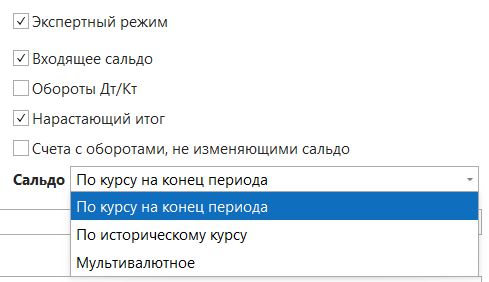 Экспертный режим
Входящее сальдо
Обороты Дт/Кт
Нарастающий итог
Счета с оборотами, не изменяющими сальдо
Сальдо По курсу на конец периода
По курсу на конец периода
По историческому курсу
Мультивалютное